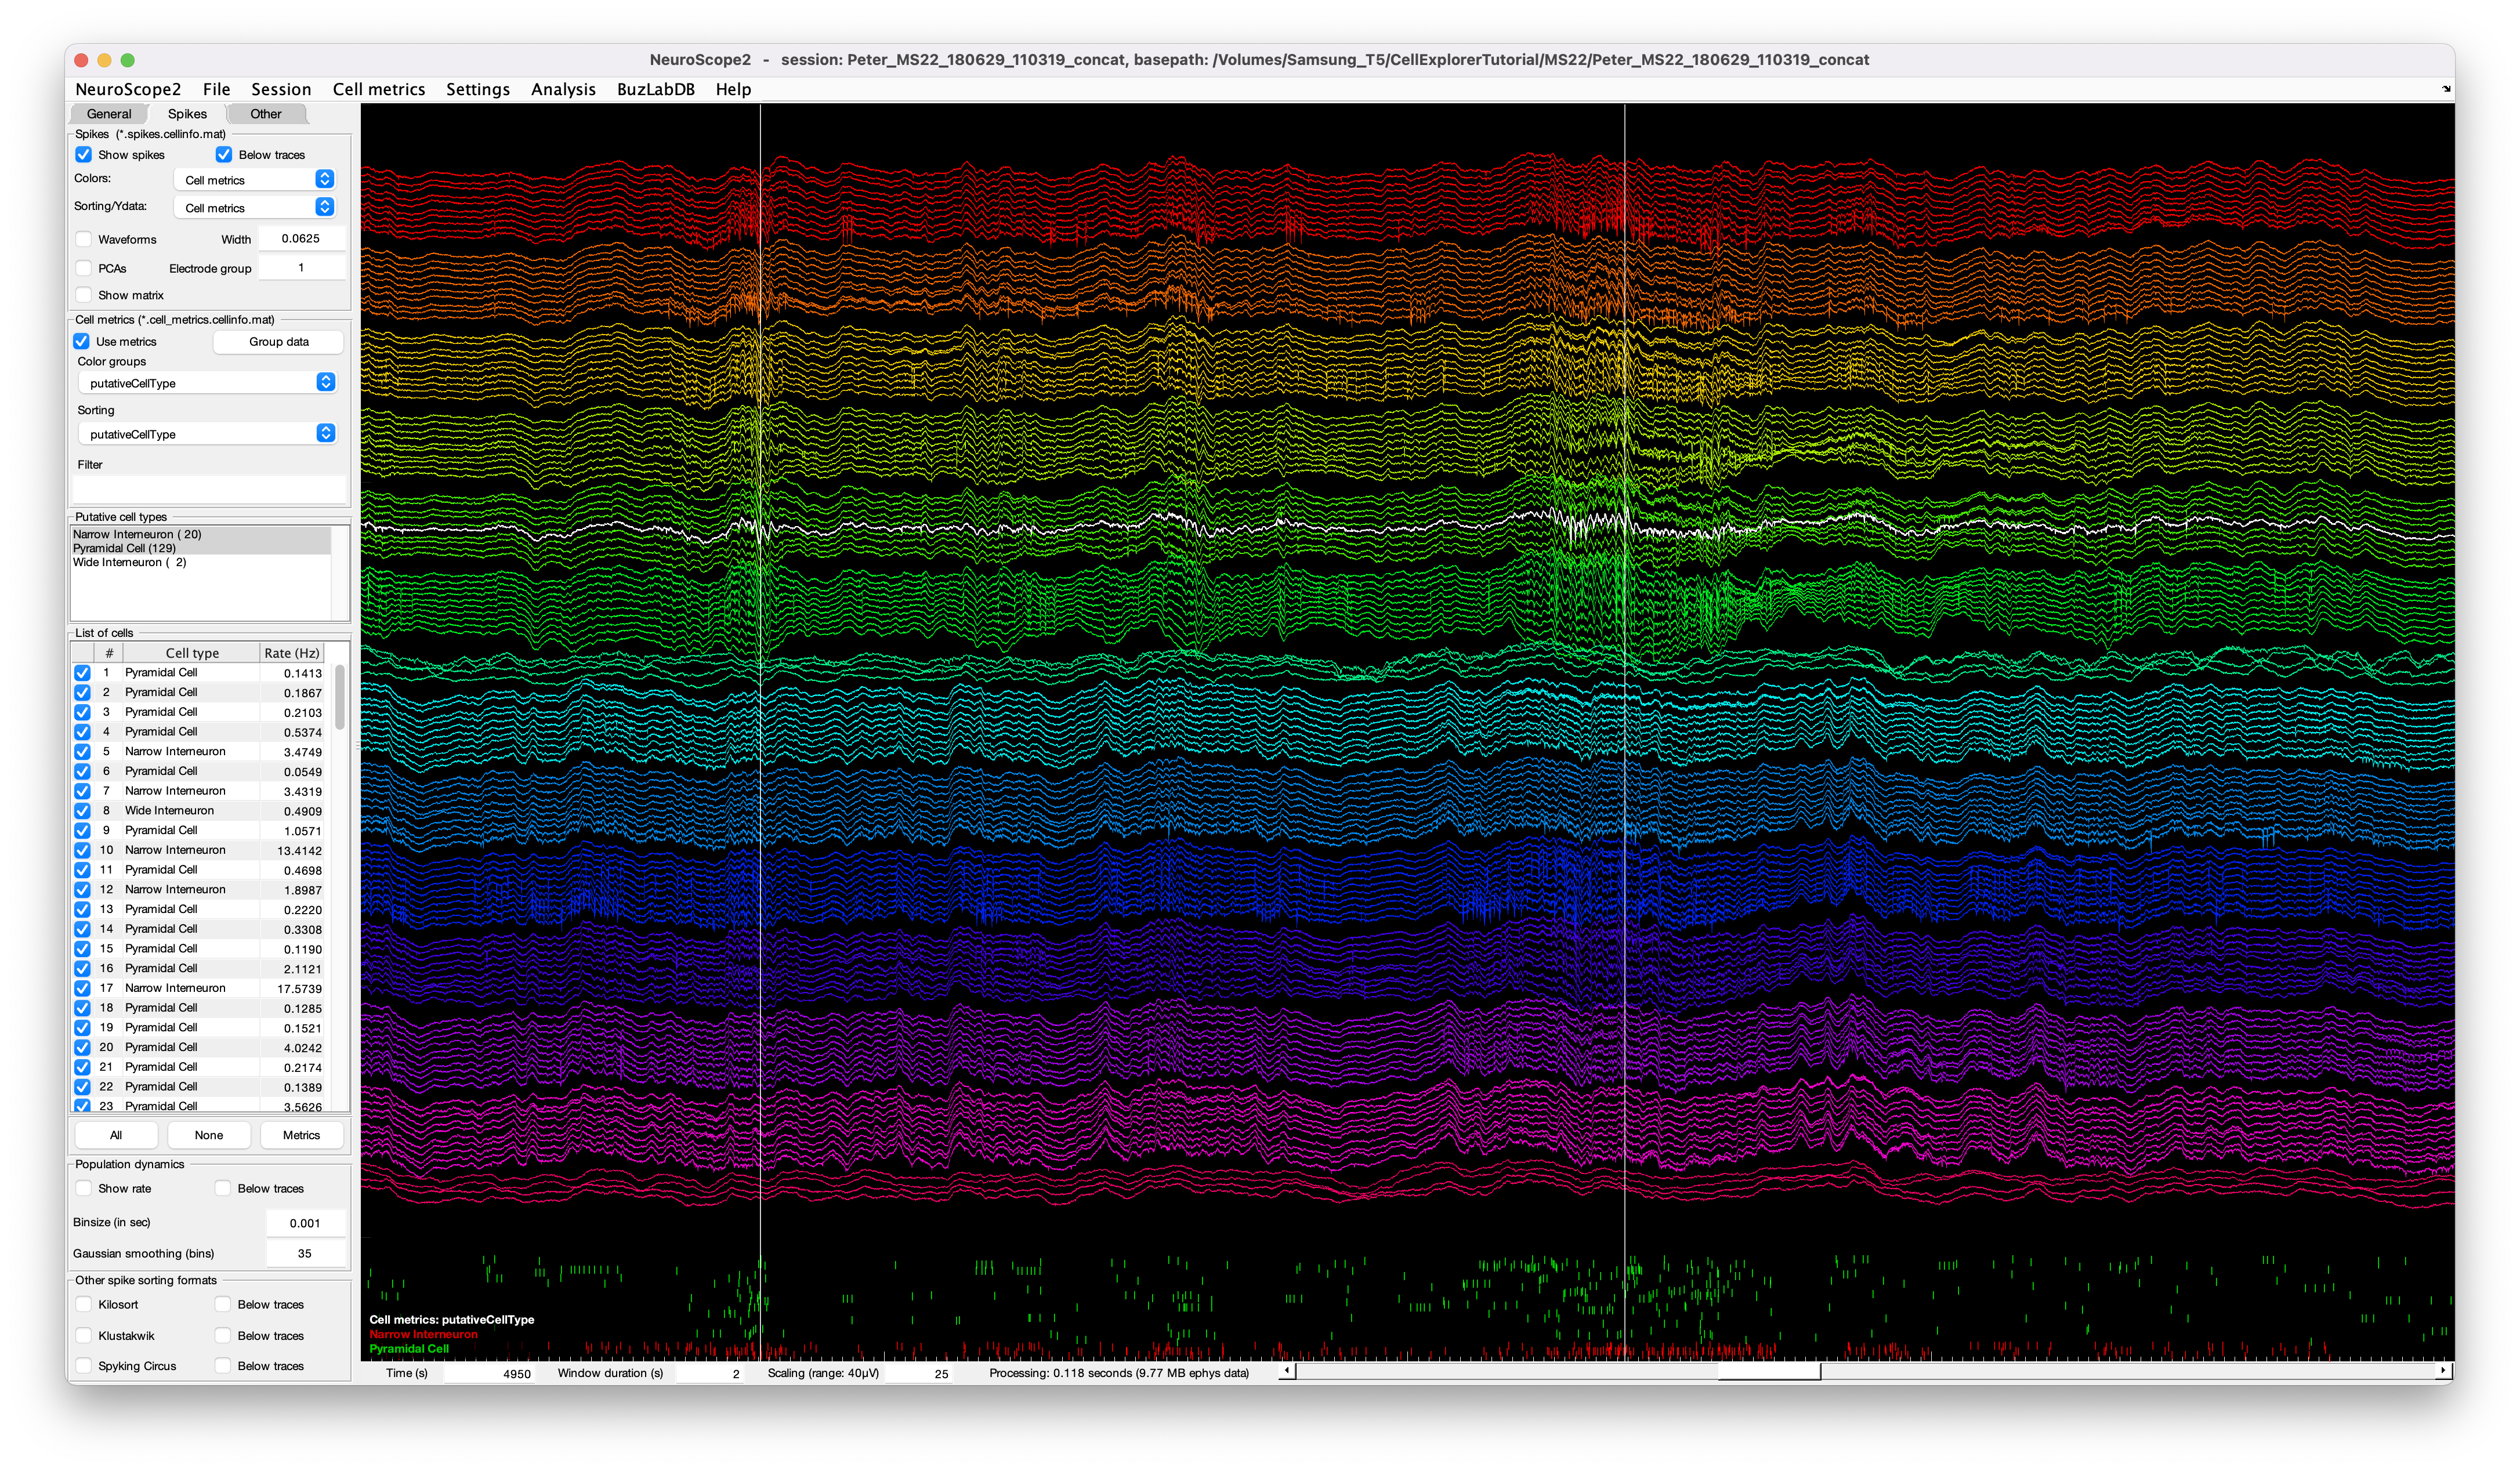 NeuroScope2 - session: Peter_MS22_180629_110319_concat, basepath: /Volumes/Samsung_T5/CellExplorerTutorial/MS22/Peter_MS22_180629_110319_concat
NeuroScope2 File Session Cell metrics Settings Analysis BuzLabDB Help
General Spikes Other
Spikes (*.spikes.cellinfo.mat)
Show spikes Below traces
Colors: Cell metrics
Sorting/Ydata: Cell metrics
Waveforms Width 0.0625
PCAs Electrode group 1
Show matrix
Cell metrics (*.cell_metrics.cellinfo.mat)
Use metrics Group data
Color groups
putativeCellType
Sorting
putativeCellType
Filter
Putative cell types
Narrow Interneuron ( 20)
Pyramidal Cell (129)
Wide Interneuron ( 2)
List of cells
# Cell type Rate (Hz)
1 Pyramidal Cell 0.1413
2 Pyramidal Cell 0.1867
3 Pyramidal Cell 0.2103
4 Pyramidal Cell 0.5374
5 Narrow Interneuron 3.4749
6 Pyramidal Cell 0.0549
7 Narrow Interneuron 3.4319
8 Wide Interneuron 0.4909
9 Pyramidal Cell 1.0571
10 Narrow Interneuron 13.4142
11 Pyramidal Cell 0.4698
12 Narrow Interneuron 1.8987
13 Pyramidal Cell 0.2220
14 Pyramidal Cell 0.3308
15 Pyramidal Cell 0.1190
16 Pyramidal Cell 2.1121
17 Narrow Interneuron 17.5739
18 Pyramidal Cell 0.1285
19 Pyramidal Cell 0.1521
20 Pyramidal Cell 4.0242
21 Pyramidal Cell 0.2174
22 Pyramidal Cell 0.1389
23 Pyramidal Cell 3.5626
All None Metrics
Population dynamics
Show rate Below traces
Binsize (in sec) 0.001
Gaussian smoothing (bins) 35
Other spike sorting formats
Kilosort Below traces
Klustakwik Below traces
Spyking Circus Below traces
Cell metrics: putativeCellType
Narrow Interneuron
Pyramidal Cell
Time (s) 4950 Window duration (s) 2 Scaling (range: 40µV) 25 Processing: 0.118 seconds (9.77 MB ephys data)